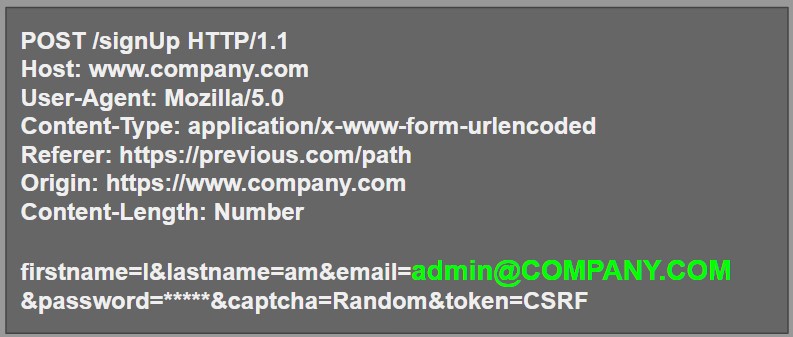 POST /signUp HTTP/1.1
Host: www.company.com
User-Agent: Mozilla/5.0
Content-Type: application/x-www-form-urlencoded
Referer: https://previous.com/path
Origin: https://www.company.com
Content-Length: Number

firstname=I&lastname=am&email=admin@COMPANY.COM
&password=*****&captcha=Random&token=CSRF